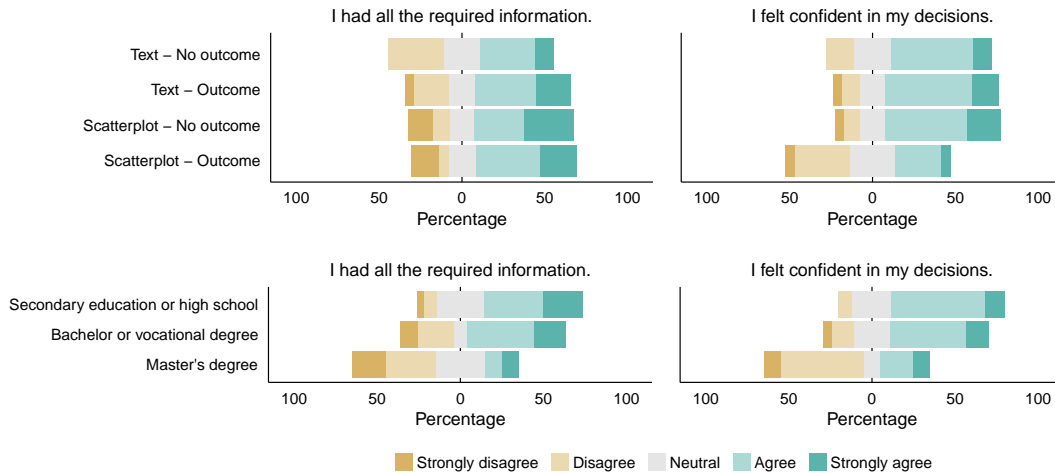 I had all the required information.
I felt confident in my decisions.
Text – No outcome
Text – Outcome
Scatterplot – No outcome
Scatterplot – Outcome
100 50 0 50 100
50 0 50 100
Percentage
Percentage
I had all the required information.
I felt confident in my decisions.
Secondary education or high school
Bachelor or vocational degree
Master's degree
100 50 0 50 100
100 50 0 50 100
Percentage
Percentage
Strongly disagree Disagree Neutral Agree Strongly agree